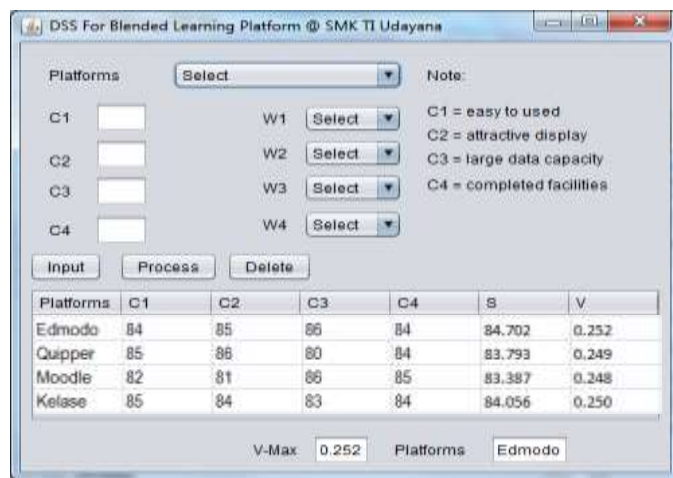 DSS For Blended Learning Platform @ SMK TI Udayana
Platforms Select Note:
C1 W1 Select C1 = easy to used
C2 W2 Select C2 = attractive display
C3 W3 Select C3 = large data capacity
C4 W4 Select C4 = completed facilities
Input Process Delete
Platforms C1 C2 C3 C4 S V
Edmodo 84 85 86 84 84.702 0.252
Quipper 85 86 80 84 83.793 0.249
Moodle 82 81 86 85 83.387 0.248
Kelase 85 84 83 84 84.056 0.250
V-Max 0.252 Platforms Edmodo